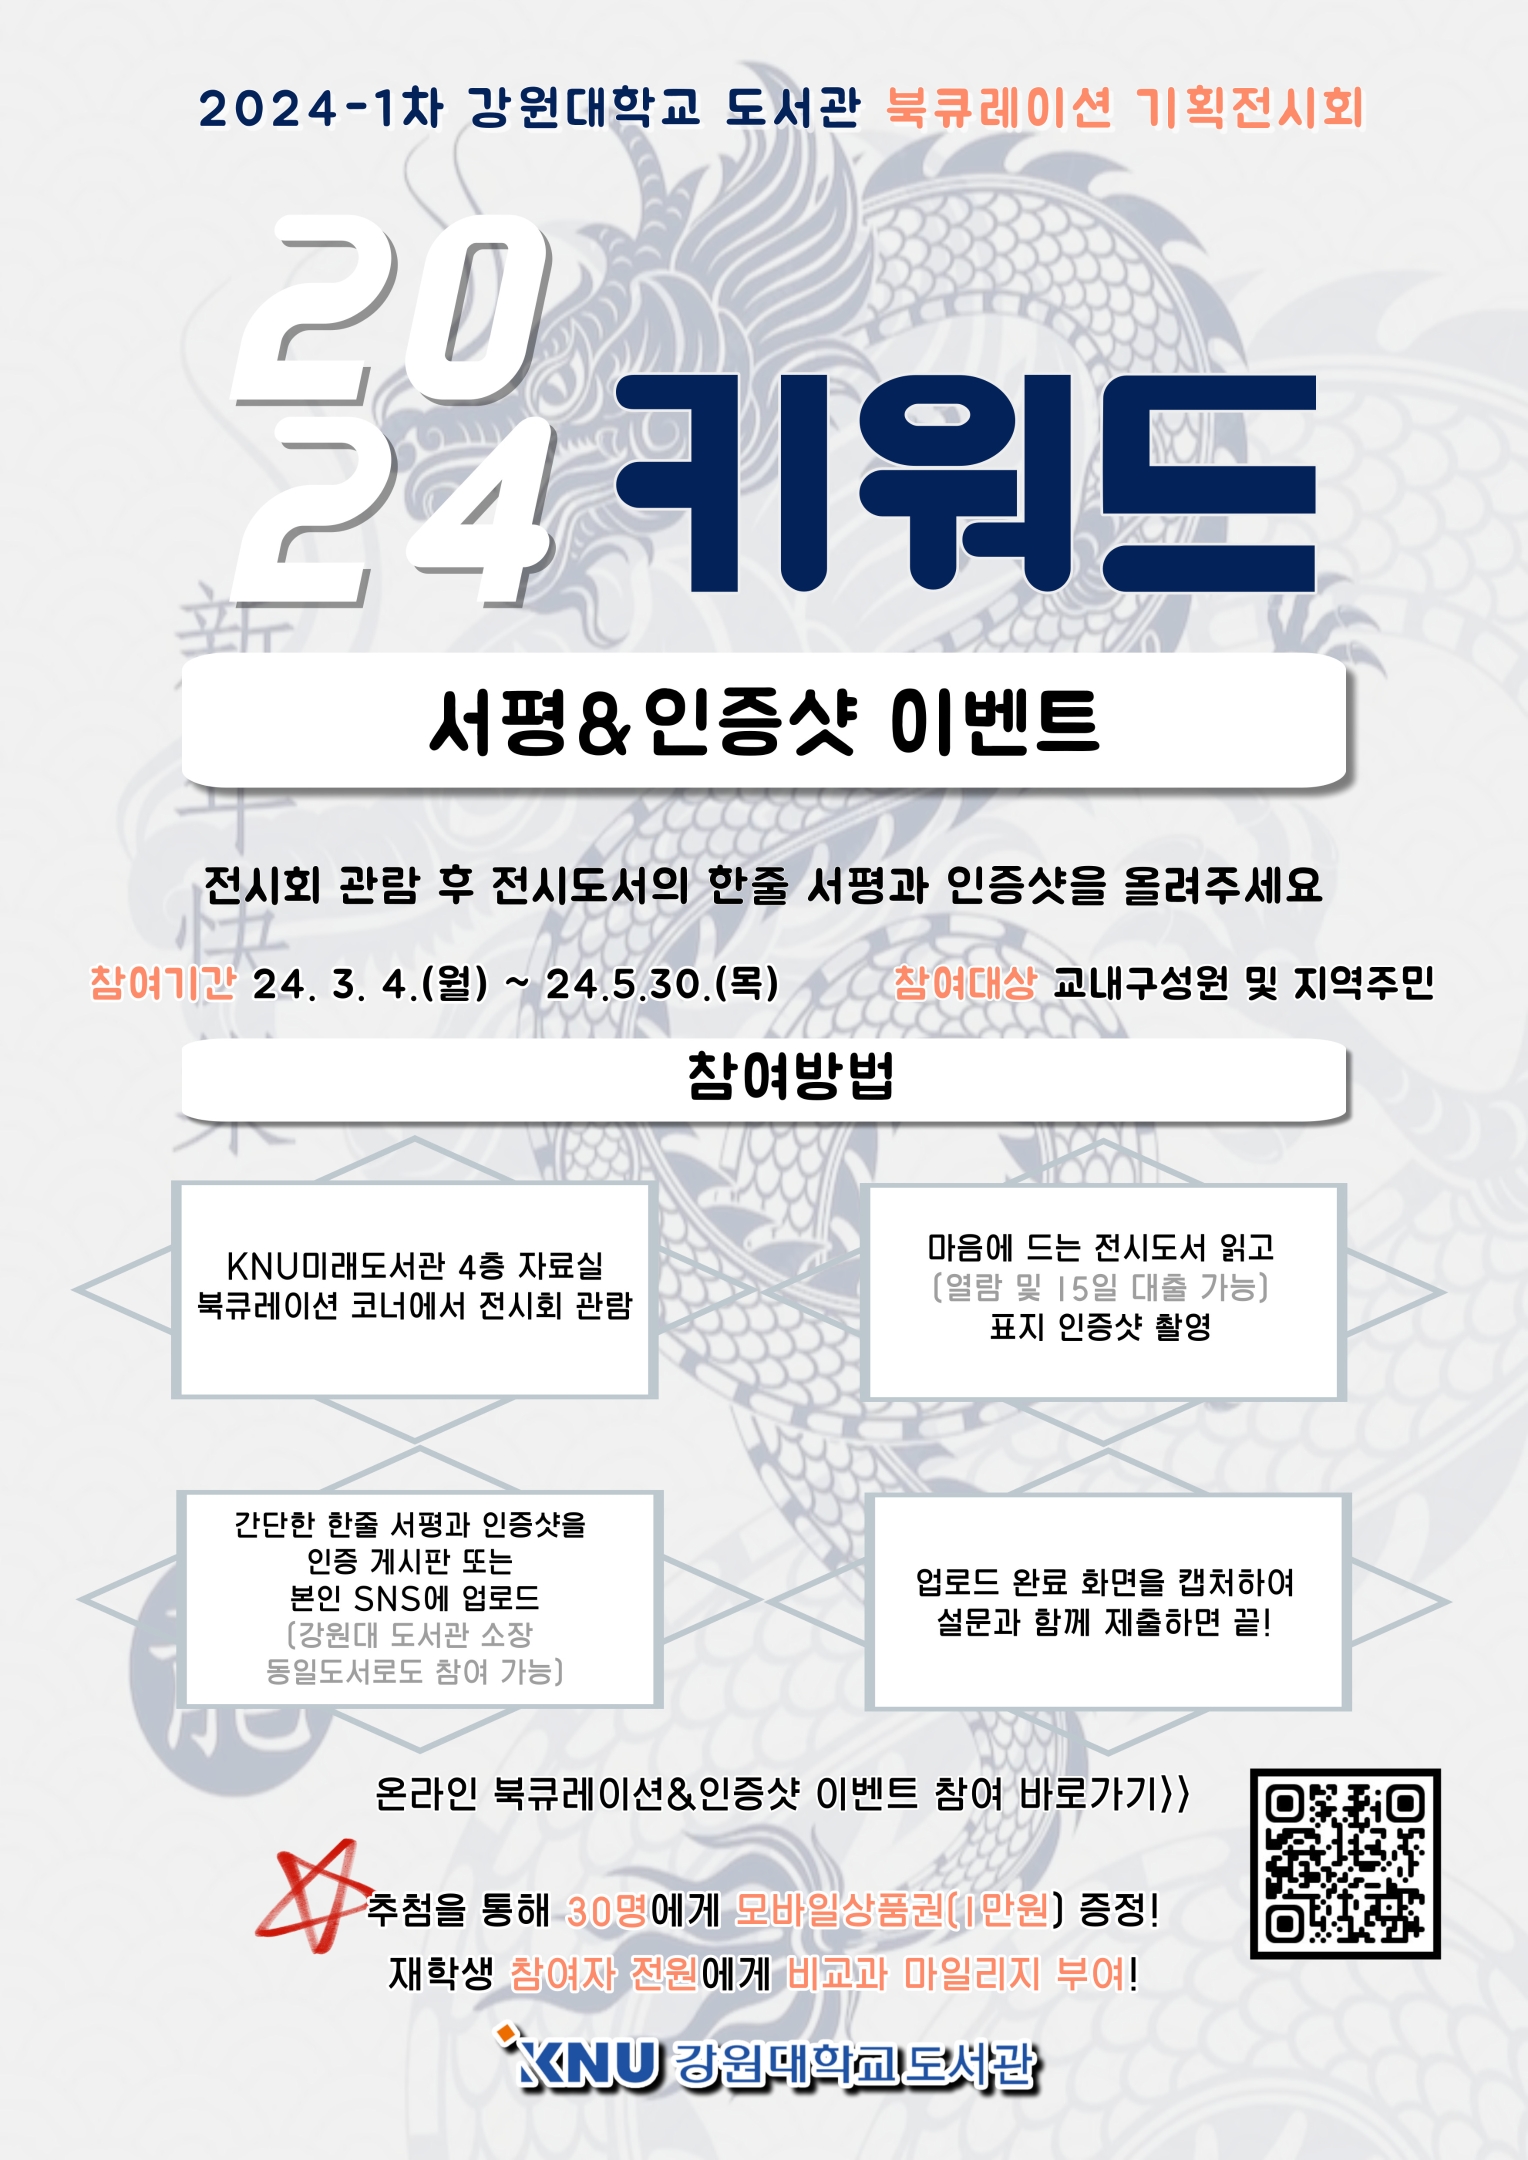 2024-1차 강원대학교 도서관 북큐레이션 기획전시회
20
24 키워드
서평&인증샷 이벤트
전시회 관람 후 전시도서의 한줄 서평과 인증샷을 올려주세요
참여기간 24. 3. 4.(월) ~ 24.5.30.(목) 참여대상 교내구성원 및 지역주민
참여방법
KNU미래도서관 4층 자료실
북큐레이션 코너에서 전시회 관람
마음에 드는 전시도서 읽고
(열람 및 15일 대출 가능)
표지 인증샷 촬영
간단한 한줄 서평과 인증샷을
인증 게시판 또는
본인 SNS에 업로드
(강원대 도서관 소장
동일도서로도 참여 가능)
업로드 완료 화면을 캡처하여
설문과 함께 제출하면 끝!
온라인 북큐레이션&인증샷 이벤트 참여 바로가기>>
추첨을 통해 30명에게 모바일상품권(1만원) 증정!
재학생 참여자 전원에게 비교과 마일리지 부여!
KNU 강원대학교도서관